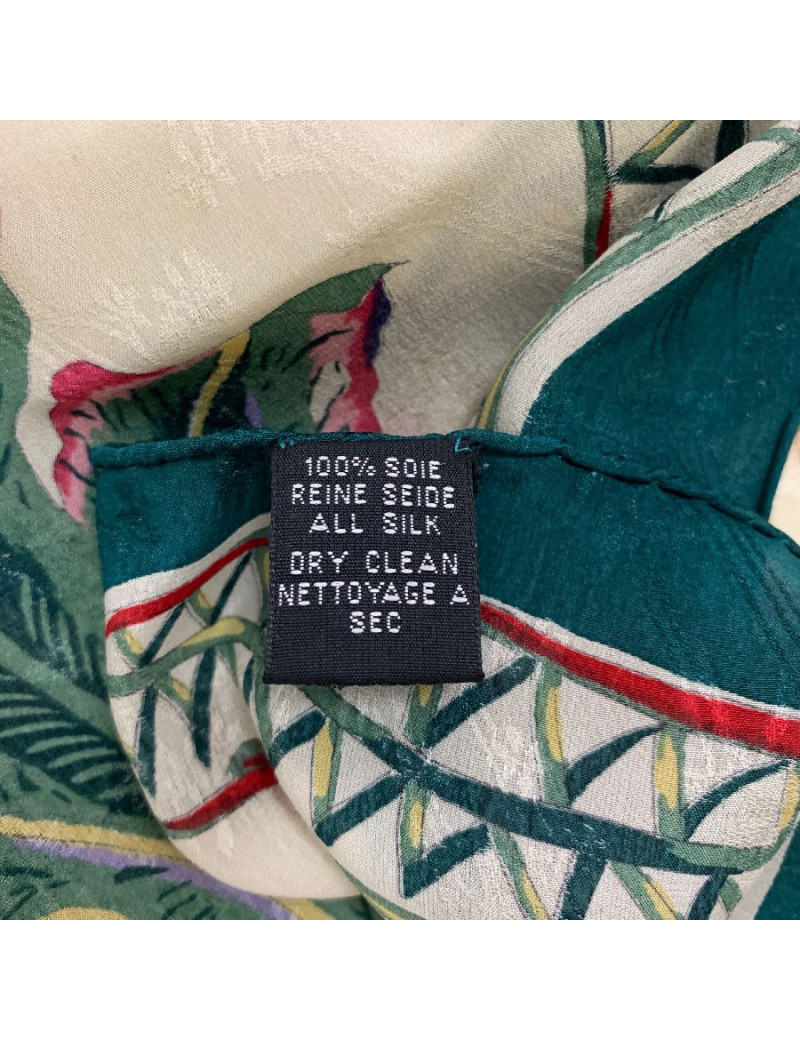 100% SOIE
REINE SEIDE
ALL SILK
DRY CLEAN
NETTOYAGE A
SEC